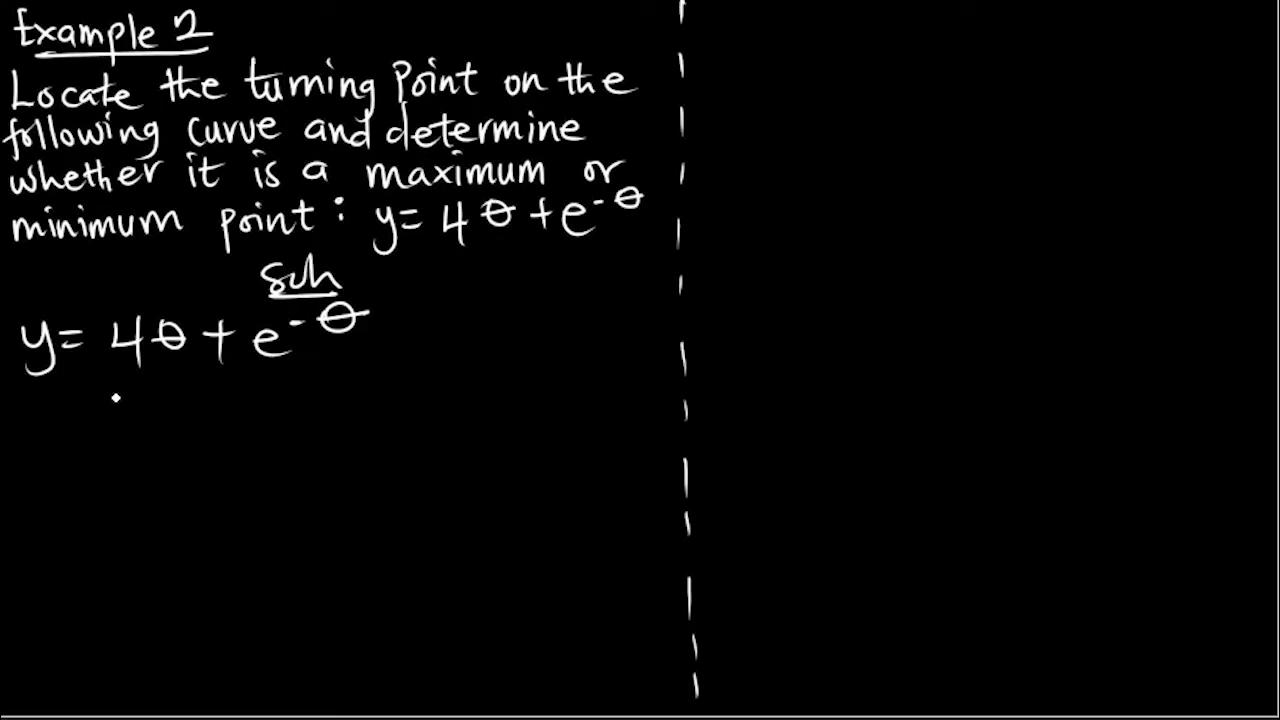 Example 2
Locate the turning point on the
following curve and determine
whether it is a maximum or
minimum point: y= 4θ + e^-θ
Soln
y= 4θ + e^-θ